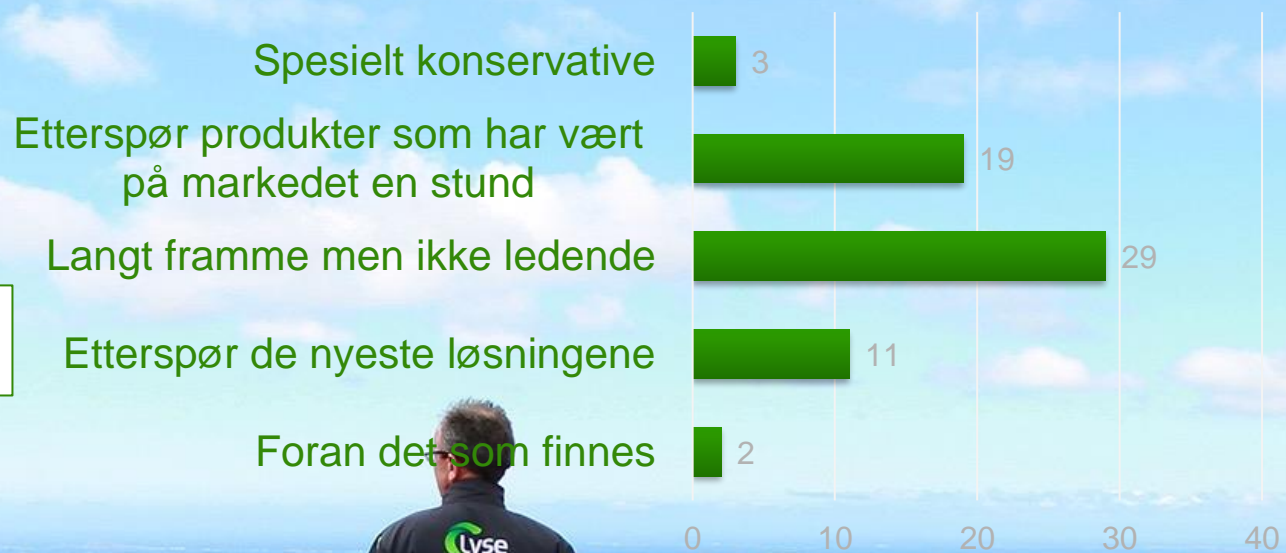 Spesielt konservative
3
Etterspør produkter som har vært
på markedet en stund
19
Langt framme men ikke ledende
29
Etterspør de nyeste løsningene
11
Foran det som finnes
2
Lyse
0 10 20 30 40